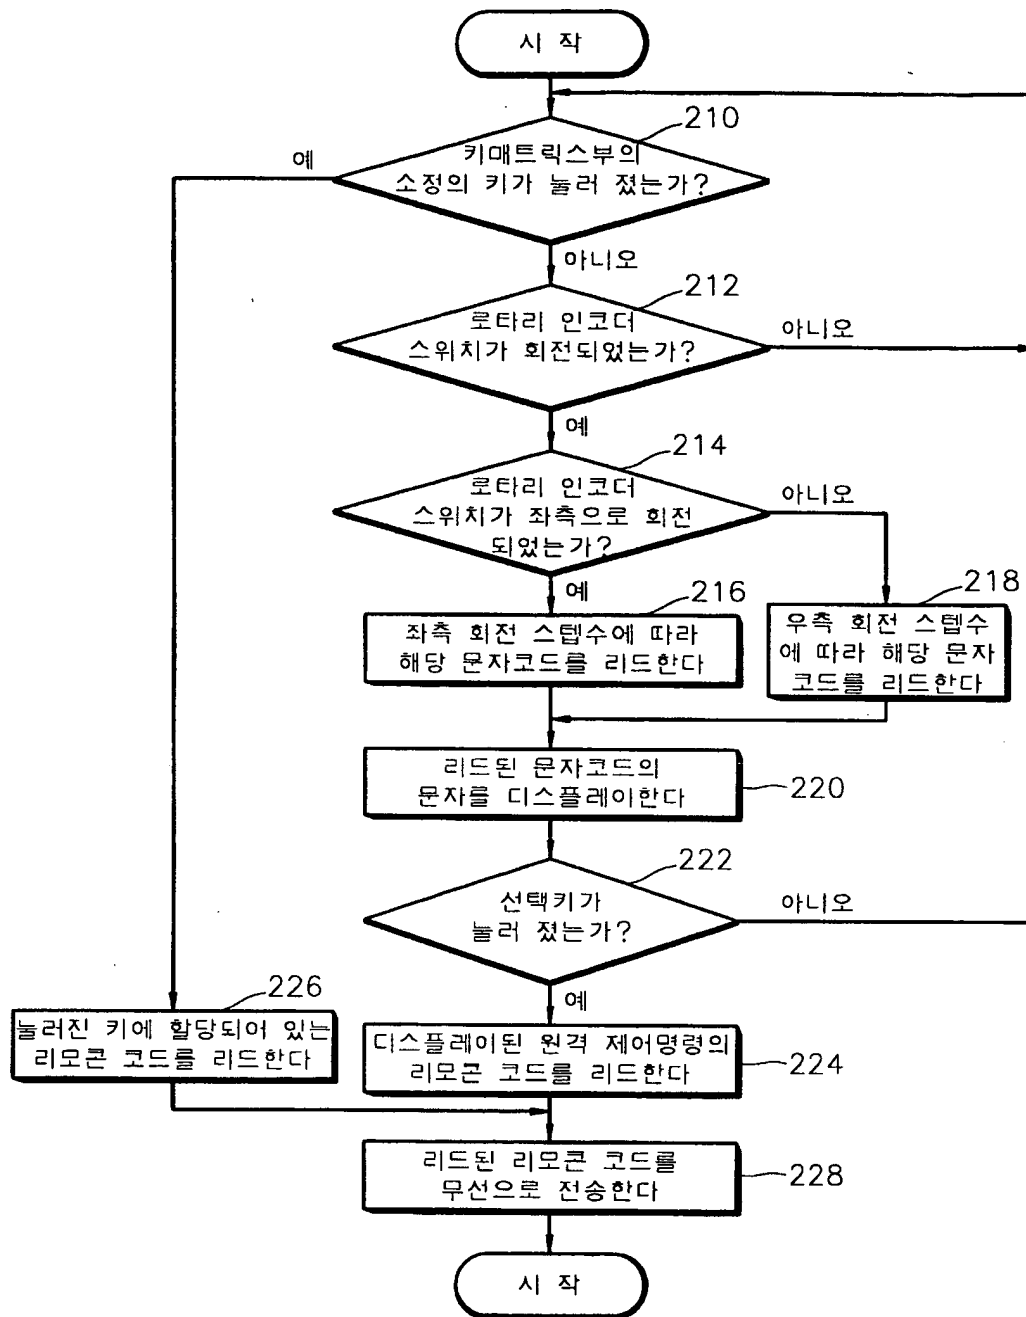 시 작
210
키매트릭스부의
소정의 키가 눌러 졌는가?
예
아니오
212
로타리 인코더
스위치가 회전되었는가?
아니오
예
214
로타리 인코더
스위치가 좌측으로 회전
되었는가?
아니오
예
216
좌측 회전 스텝수에 따라
해당 문자코드를 리드한다
218
우측 회전 스텝수
에 따라 해당 문자
코드를 리드한다
리드된 문자코드의
문자를 디스플레이한다
220
222
선택키가
눌러 졌는가?
아니오
예
226
눌러진 키에 할당되어 있는
리모콘 코드를 리드한다
디스플레이된 원격 제어명령의
리모콘 코드를 리드한다
224
리드된 리모콘 코드를
무선으로 전송한다
228
시 작